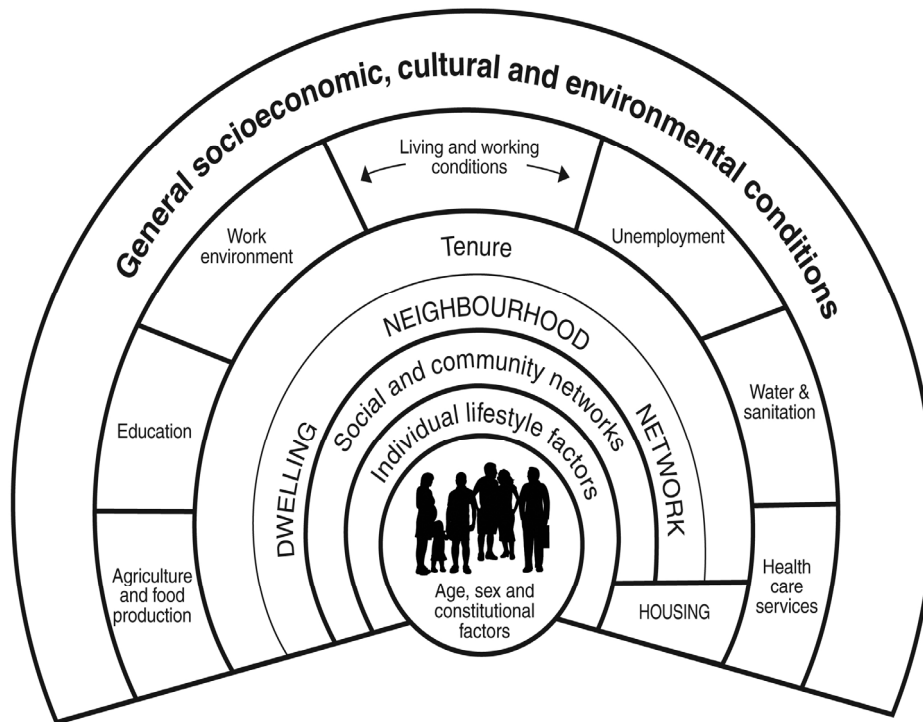 General socioeconomic, cultural and environmental conditions
Living and working
conditions
Work
environment
Unemployment
Tenure
Education
Water &
sanitation
NEIGHBOURHOOD
DWELLING
NETWORK
Social and community networks
Individual lifestyle factors
Agriculture
and food
production
Age, sex and
constitutional
factors
HOUSING
Health
care
services